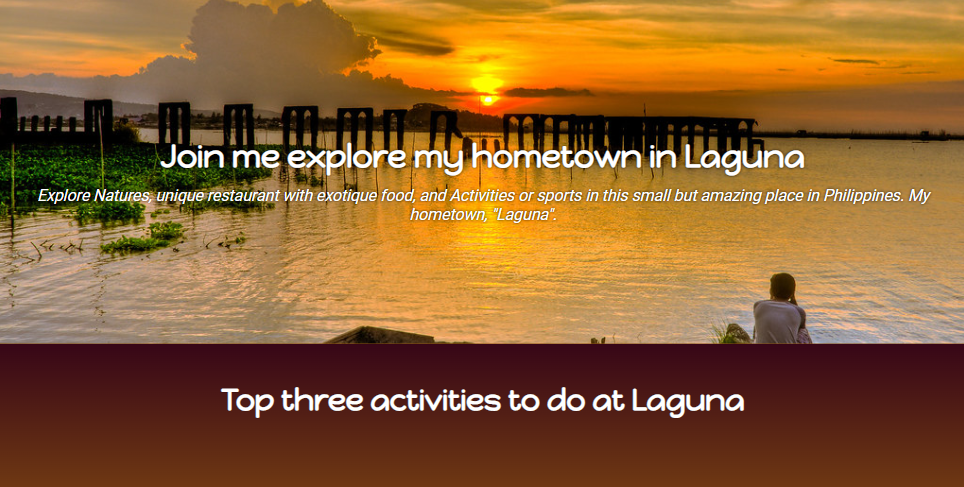 Join me explore my hometown in Laguna
Explore Natures, unique restaurant with exotique food, and Activities or sports in this small but amazing place in Philippines. My
hometown, "Laguna".
Top three activities to do at Laguna